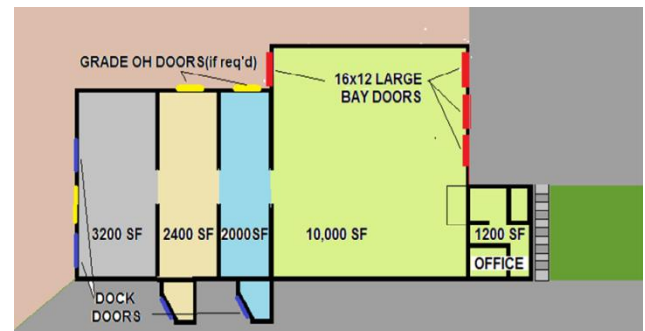 GRADE OH DOORS(if req'd)
16x12 LARGE
BAY DOORS
3200 SF
2400 SF
2000SF
10,000 SF
1200 SF
OFFICE
DOCK
DOORS